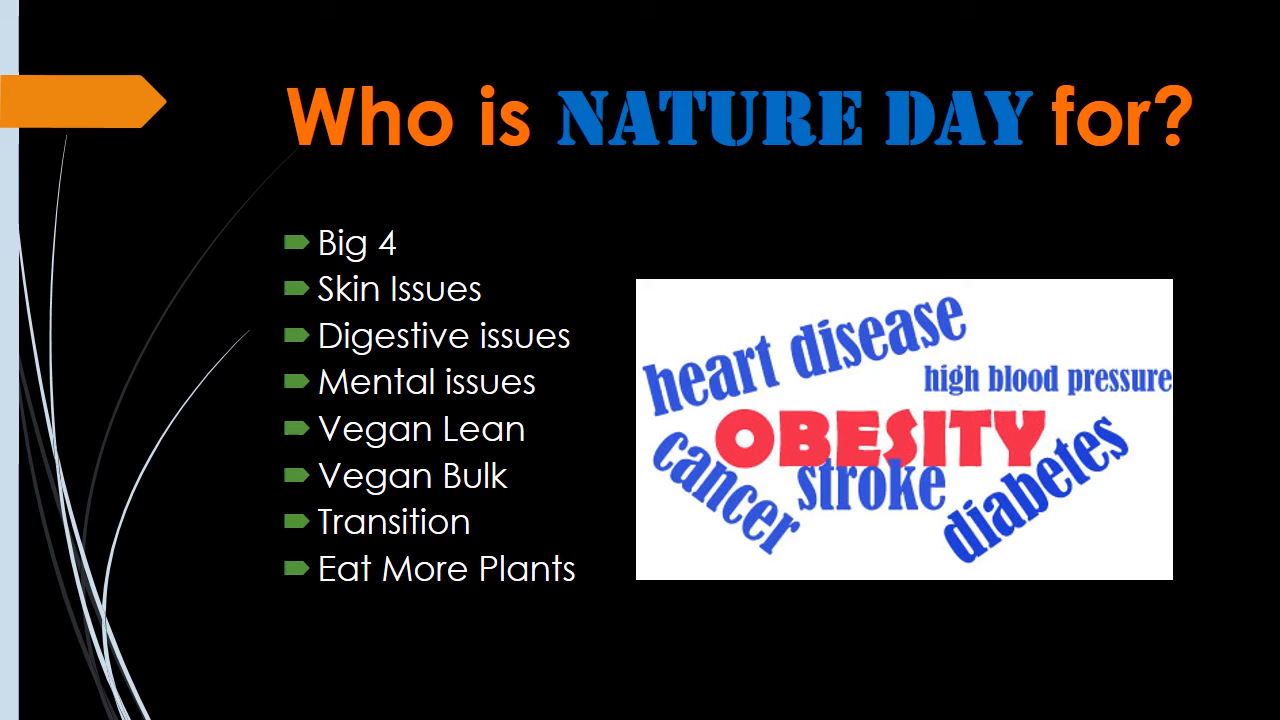 Who is NATURE DAY for?
Big 4
Skin Issues
Digestive issues
Mental issues
Vegan Lean
Vegan Bulk
Transition
Eat More Plants
heart disease
high blood pressure
OBESITY
cancer
stroke
diabetes